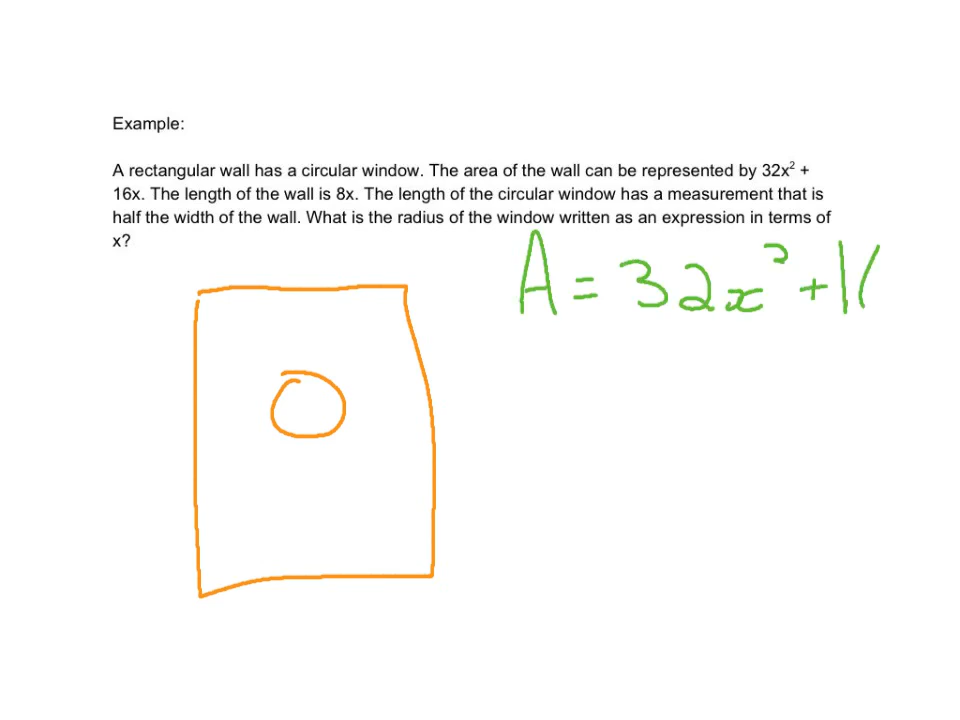 Example:
A rectangular wall has a circular window. The area of the wall can be represented by 32x² +
16x. The length of the wall is 8x. The length of the circular window has a measurement that is
half the width of the wall. What is the radius of the window written as an expression in terms of
x?
A = 32x² + 1